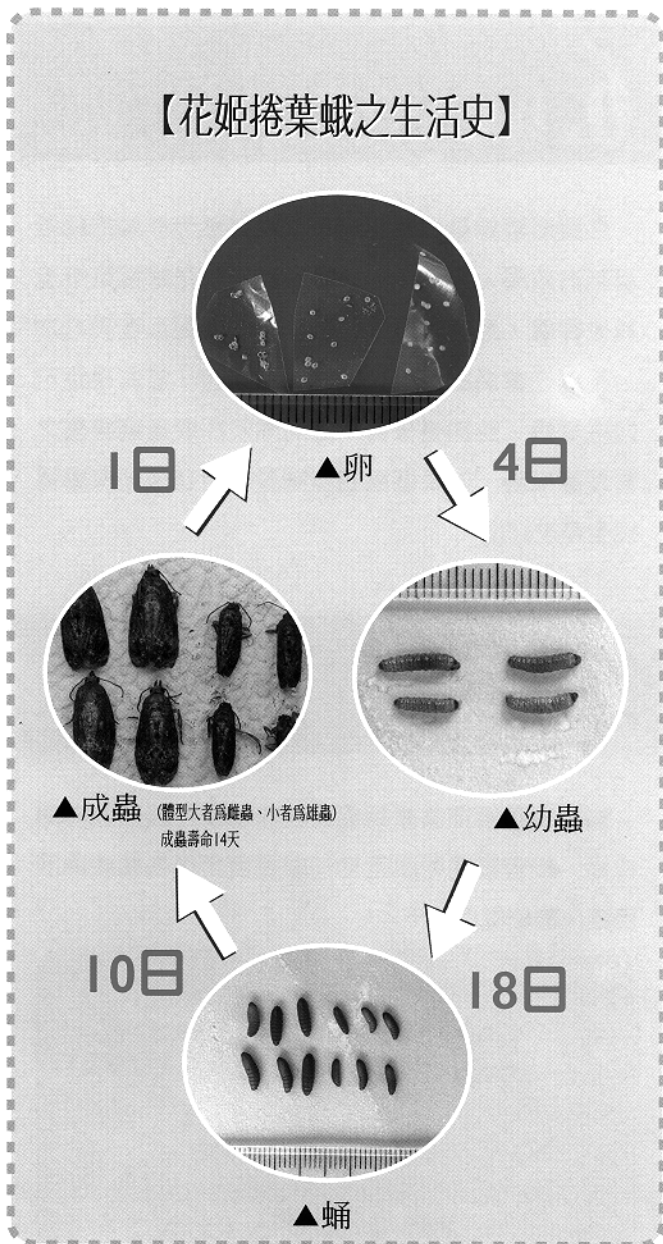 【花姬捲葉蛾之生活史】
▲卵
1日
4日
▲成蟲 (體型大者爲雌蟲、小者爲雄蟲)
成蟲壽命14天
▲幼蟲
10日
18日
▲蛹